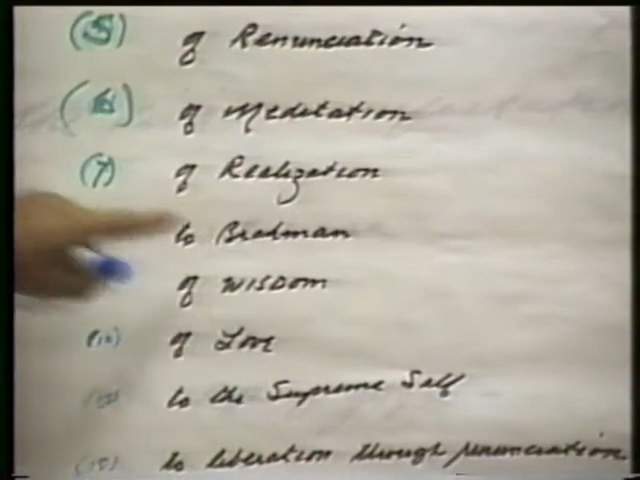 (5) of Renunciation
(6) of Meditation
(7) of Realization
to Brahman
of WISDOM
of Love
to the Supreme Self
to liberation through renunciation